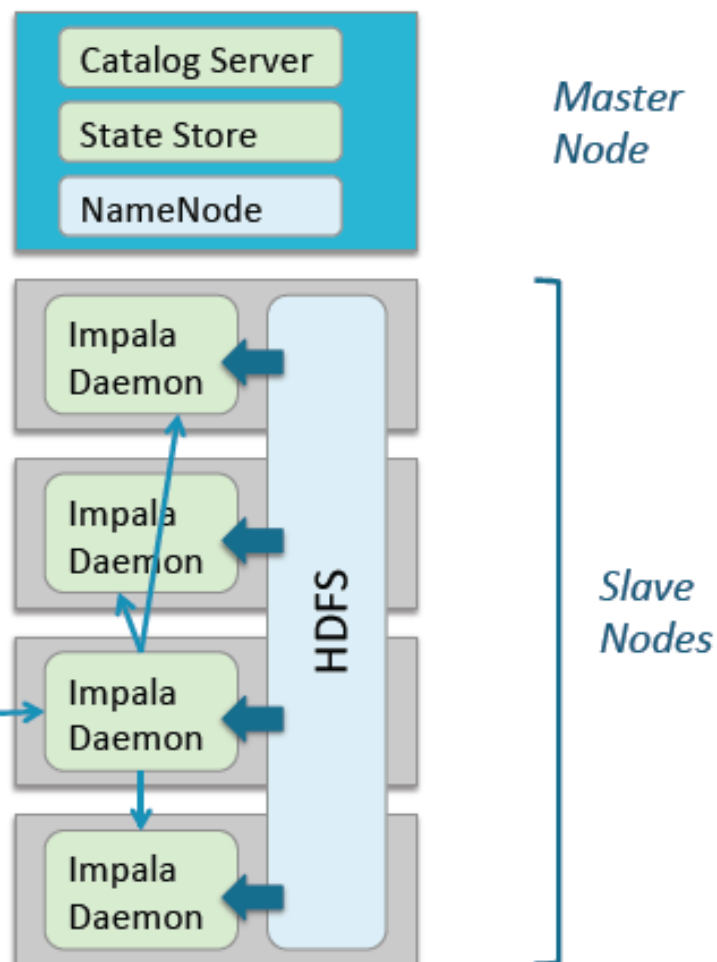 Catalog Server
State Store
NameNode
Master
Node
Impala
Daemon
Impala
Daemon
Impala
Daemon
Impala
Daemon
HDFS
Slave
Nodes